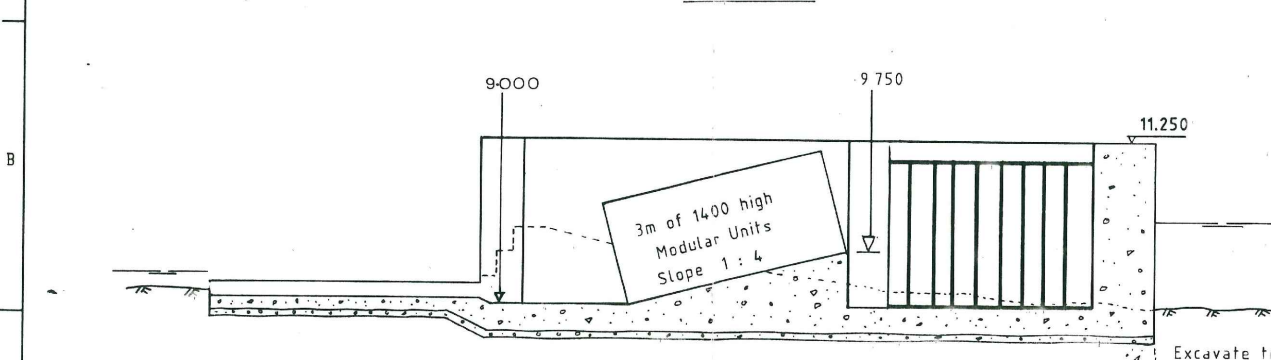 9.000
9 750
11.250
B
3m of 1400 high
Modular Units
Slope 1 : 4
Excavate t